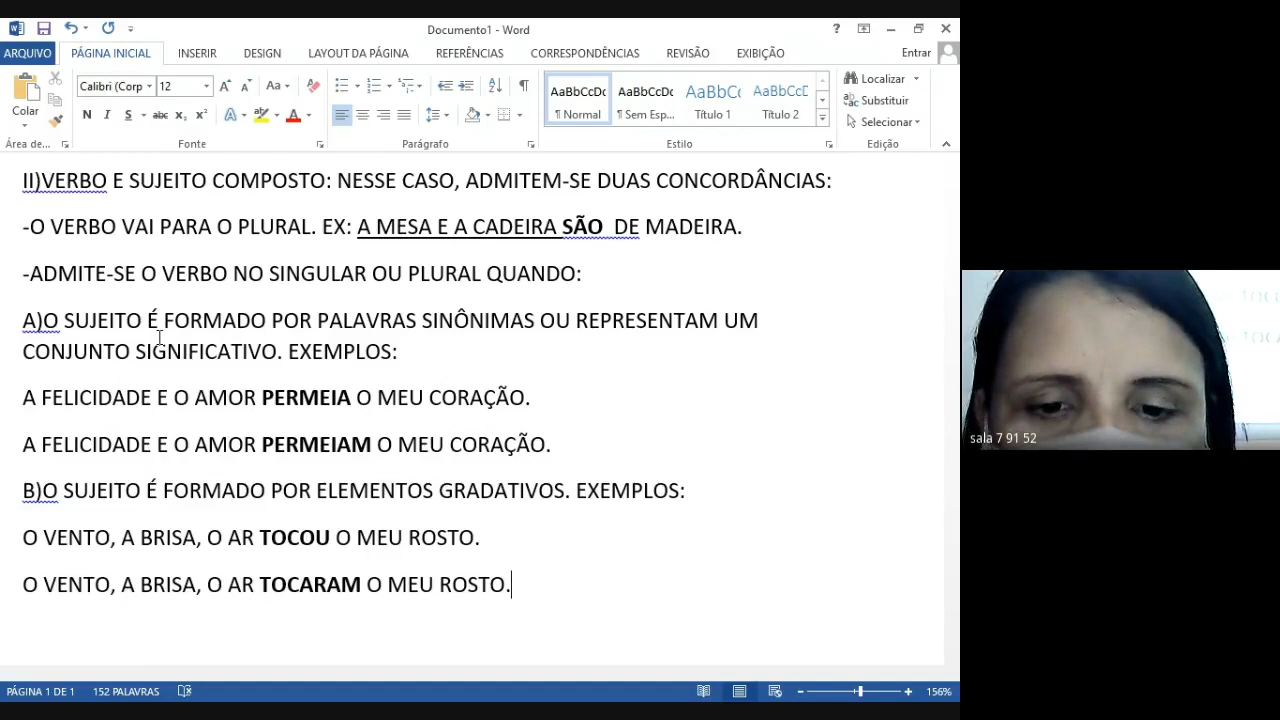 Documento1 - Word
ARQUIVO PÁGINA INICIAL INSERIR DESIGN LAYOUT DA PÁGINA REFERÊNCIAS CORRESPONDÊNCIAS REVISÃO EXIBIÇÃO Entrar
Colar
Calibri (Corp 12
Aa
N I S abc x₂ x²
AaBbCcDc AaBbCcDc AaBbC( AaBbCcE
¶ Normal ¶ Sem Esp... Título 1 Título 2
Localizar
Substituir
Selecionar
Área de... Fonte Parágrafo Estilo Edição
II)VERBO E SUJEITO COMPOSTO: NESSE CASO, ADMITEM-SE DUAS CONCORDÂNCIAS:
-O VERBO VAI PARA O PLURAL. EX: A MESA E A CADEIRA SÃO DE MADEIRA.
-ADMITE-SE O VERBO NO SINGULAR OU PLURAL QUANDO:
A)O SUJEITO É FORMADO POR PALAVRAS SINÔNIMAS OU REPRESENTAM UM
CONJUNTO SIGNIFICATIVO. EXEMPLOS:
A FELICIDADE E O AMOR PERMEIA O MEU CORAÇÃO.
A FELICIDADE E O AMOR PERMEIAM O MEU CORAÇÃO.
B)O SUJEITO É FORMADO POR ELEMENTOS GRADATIVOS. EXEMPLOS:
O VENTO, A BRISA, O AR TOCOU O MEU ROSTO.
O VENTO, A BRISA, O AR TOCARAM O MEU ROSTO.
sala 7 91 52
PÁGINA 1 DE 1 152 PALAVRAS 156%